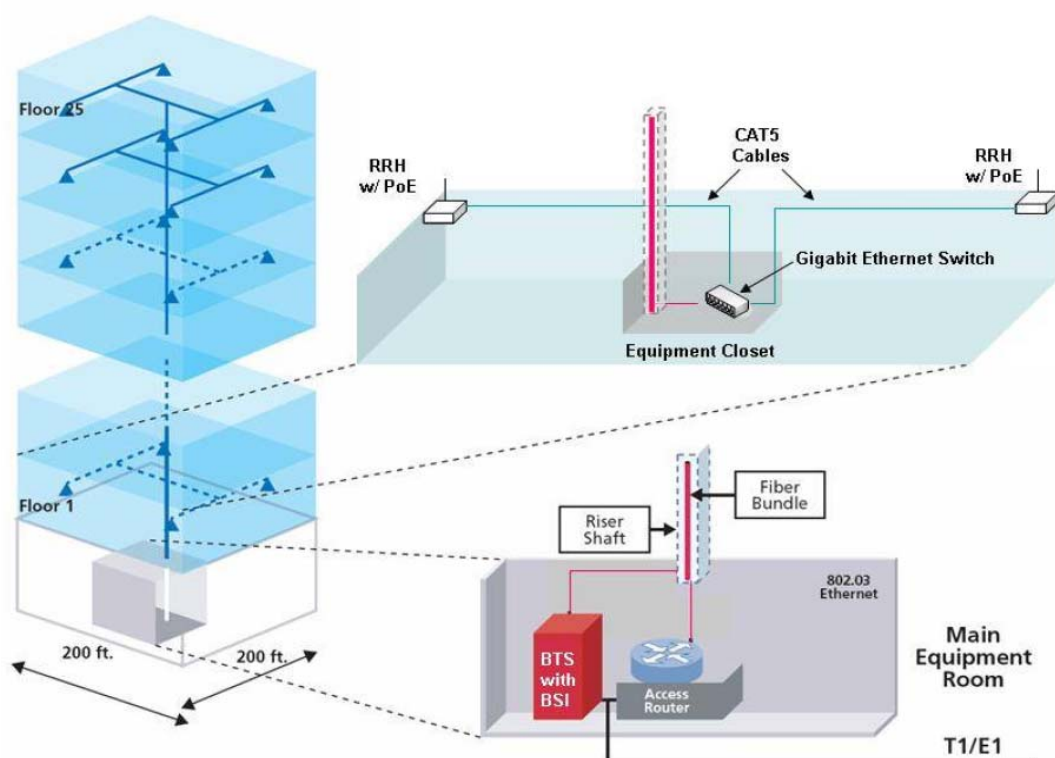 Floor 25
RRH
w/ PoE
CAT5
Cables
RRH
w/ PoE
Gigabit Ethernet Switch
Equipment Closet
Floor 1
Fiber
Bundle
Riser
Shaft
802.03
Ethernet
200 ft.
200 ft.
BTS
with
BSI
Access
Router
Main
Equipment
Room
T1/E1